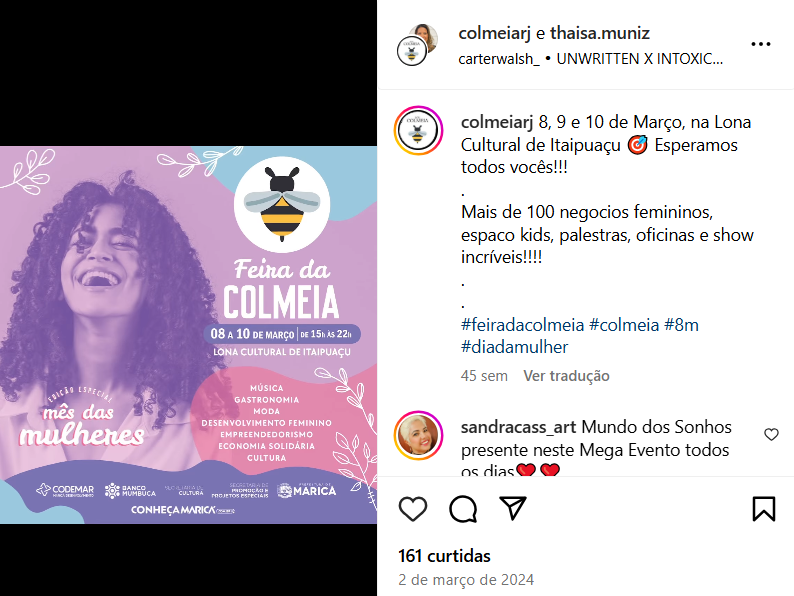 COLMEIA
Feira da
COLMEIA
08 A 10 DE MARÇO | DE 15h ÀS 22h
LONA CULTURAL DE ITAIPUAÇU
EDIÇÃO ESPECIAL
mês das
mulheres
MÚSICA
GASTRONOMIA
MODA
DESENVOLVIMENTO FEMININO
EMPREENDEDORISMO
ECONOMIA SOLIDÁRIA
CULTURA
CODEMAR
BANCO
MUMBUCA
CULTURA
SECRETARIA DE
PROMOÇÃO E
PROJETOS ESPECIAIS
PREFEITURA DE
MARICÁ
CONHEÇA MARICÁ
colmeiarj e thaisa.muniz
carterwalsh_ • UNWRITTEN X INTOXIC...
colmeiarj 8, 9 e 10 de Março, na Lona
Cultural de Itaipuaçu 🎯 Esperamos
todos vocês!!!
.
Mais de 100 negocios femininos,
espaco kids, palestras, oficinas e show
incríveis!!!!
.
.
#feiradacolmeia #colmeia #8m
#diadamulher
45 sem Ver tradução
sandracass_art Mundo dos Sonhos
presente neste Mega Evento todos
os dias❤️❤️
161 curtidas
2 de março de 2024